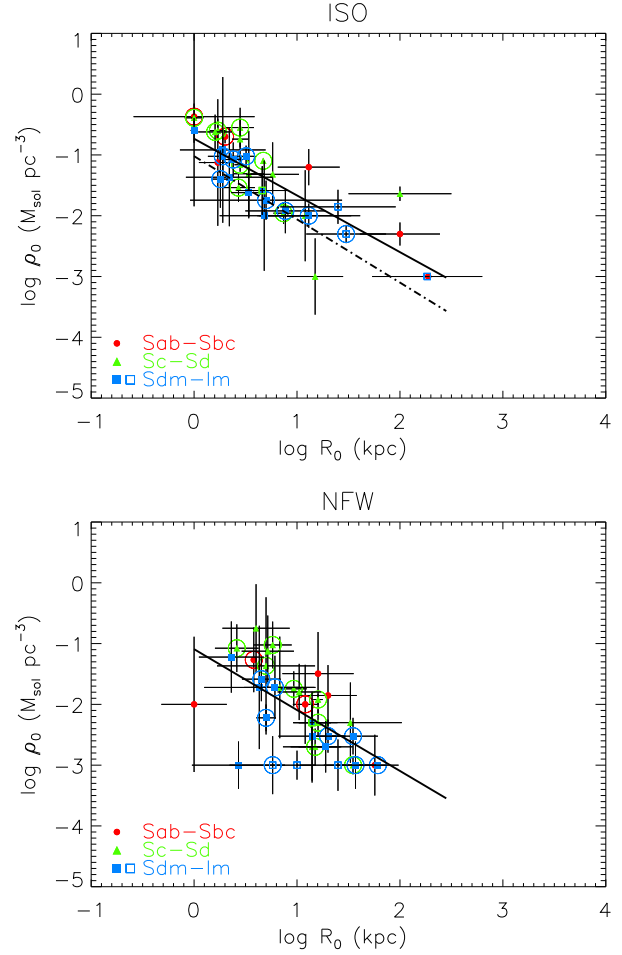 ISO
1
0
−1
−2
−3
−4
−5
log ρ₀ (M_sol pc⁻³)
Sab−Sbc
Sc−Sd
Sdm−Im
−1 0 1 2 3 4
log R₀ (kpc)
NFW
1
0
−1
−2
−3
−4
−5
log ρ₀ (M_sol pc⁻³)
Sab−Sbc
Sc−Sd
Sdm−Im
−1 0 1 2 3 4
log R₀ (kpc)